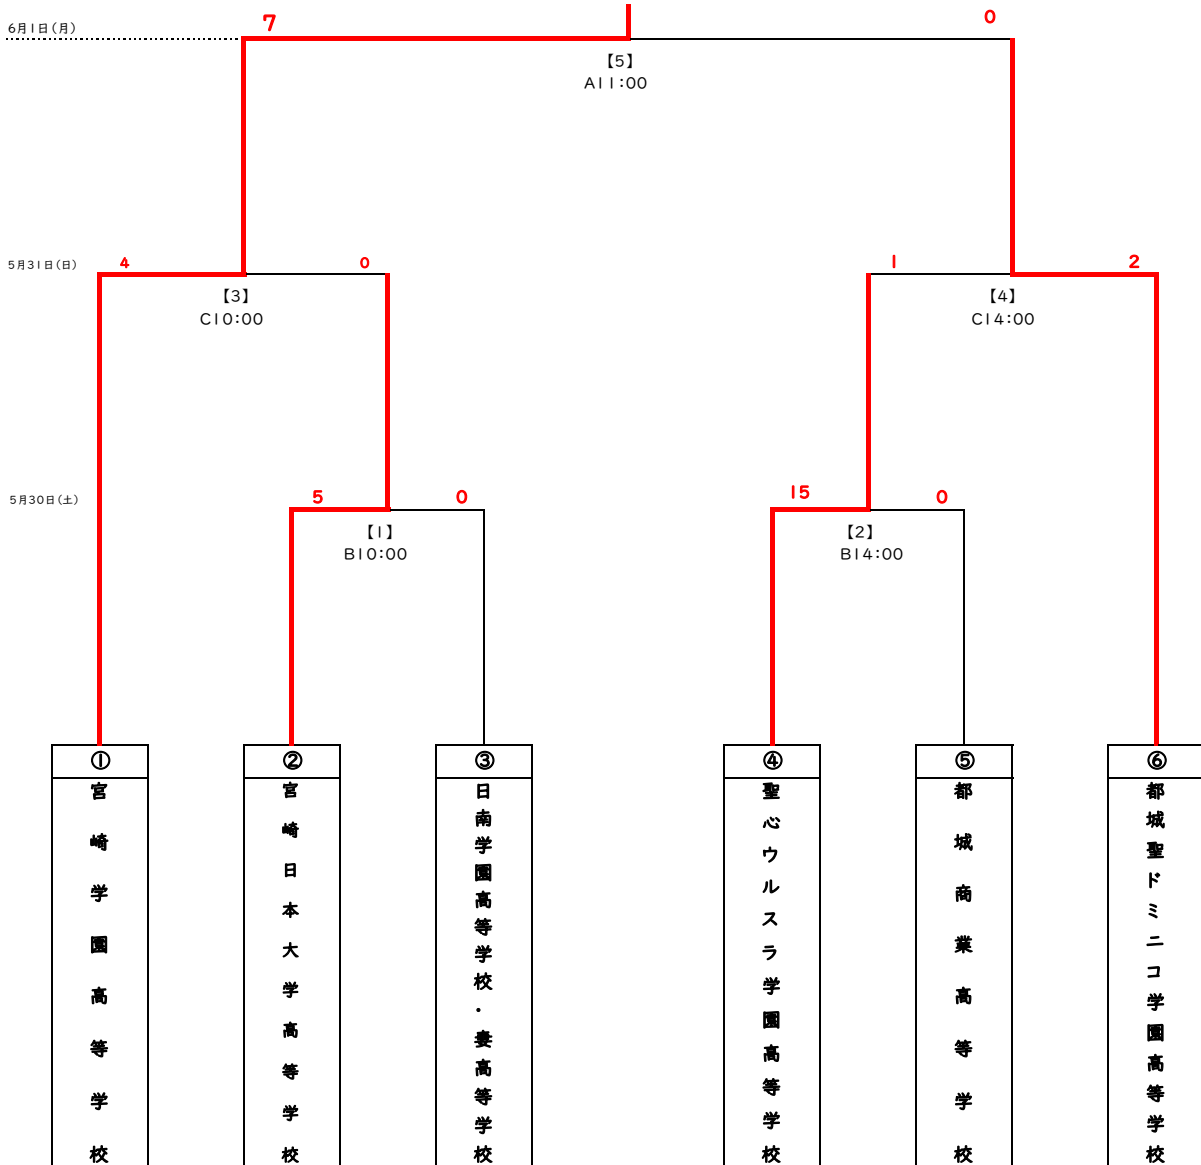 6月1日(月)
7
0
【5】
A11:00
5月31日(日)
4
0
1
2
【3】
C10:00
【4】
C14:00
5月30日(土)
5
0
15
0
【1】
B10:00
【2】
B14:00
①
宮崎学園高等学校
②
宮崎日本大学高等学校
③
日南学園高等学校・妻高等学校
④
聖心ウルスラ学園高等学校
⑤
都城商業高等学校
⑥
都城聖ドミニコ学園高等学校